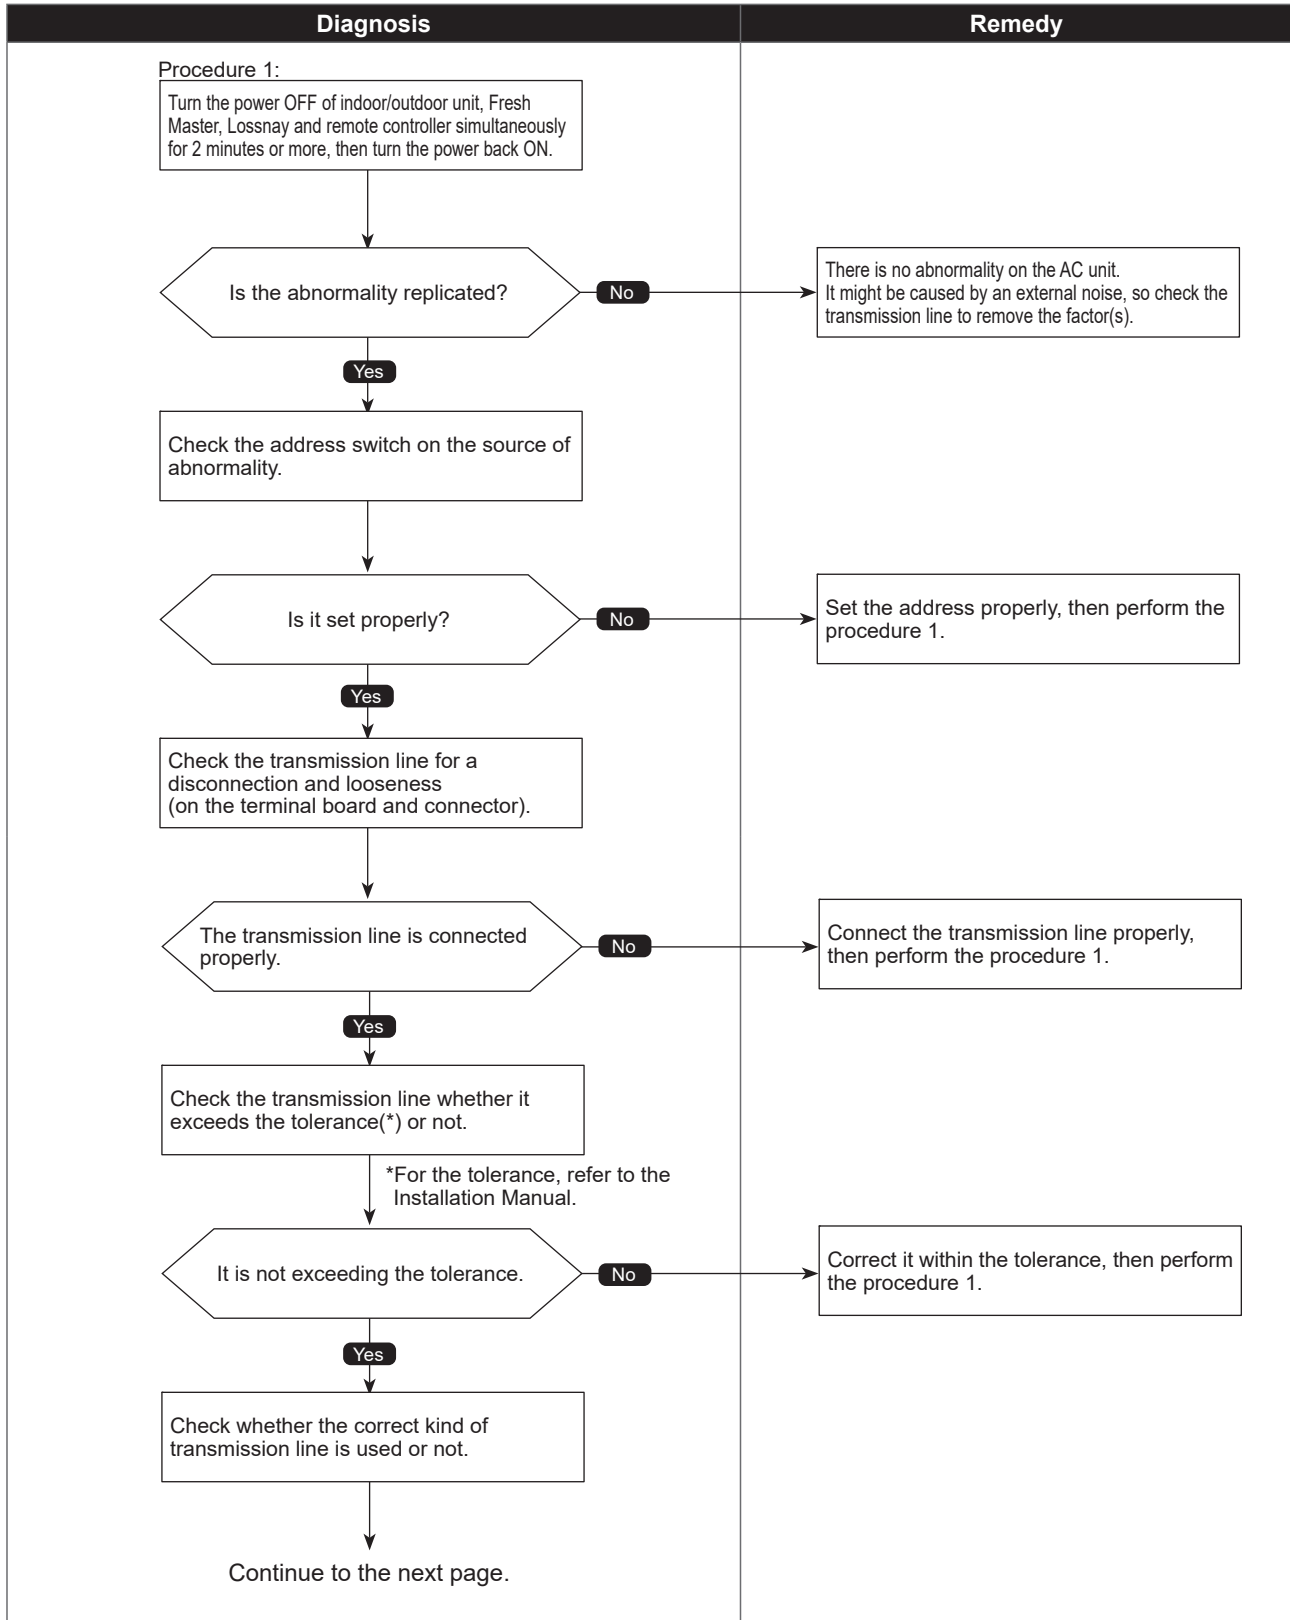 Diagnosis
Remedy
Procedure 1:
Turn the power OFF of indoor/outdoor unit, Fresh
Master, Lossnay and remote controller simultaneously
for 2 minutes or more, then turn the power back ON.
Is the abnormality replicated?
No
There is no abnormality on the AC unit.
It might be caused by an external noise, so check the
transmission line to remove the factor(s).
Yes
Check the address switch on the source of
abnormality.
Is it set properly?
No
Set the address properly, then perform the
procedure 1.
Yes
Check the transmission line for a
disconnection and looseness
(on the terminal board and connector).
The transmission line is connected
properly.
No
Connect the transmission line properly,
then perform the procedure 1.
Yes
Check the transmission line whether it
exceeds the tolerance(*) or not.
*For the tolerance, refer to the
Installation Manual.
It is not exceeding the tolerance.
No
Correct it within the tolerance, then perform
the procedure 1.
Yes
Check whether the correct kind of
transmission line is used or not.
Continue to the next page.